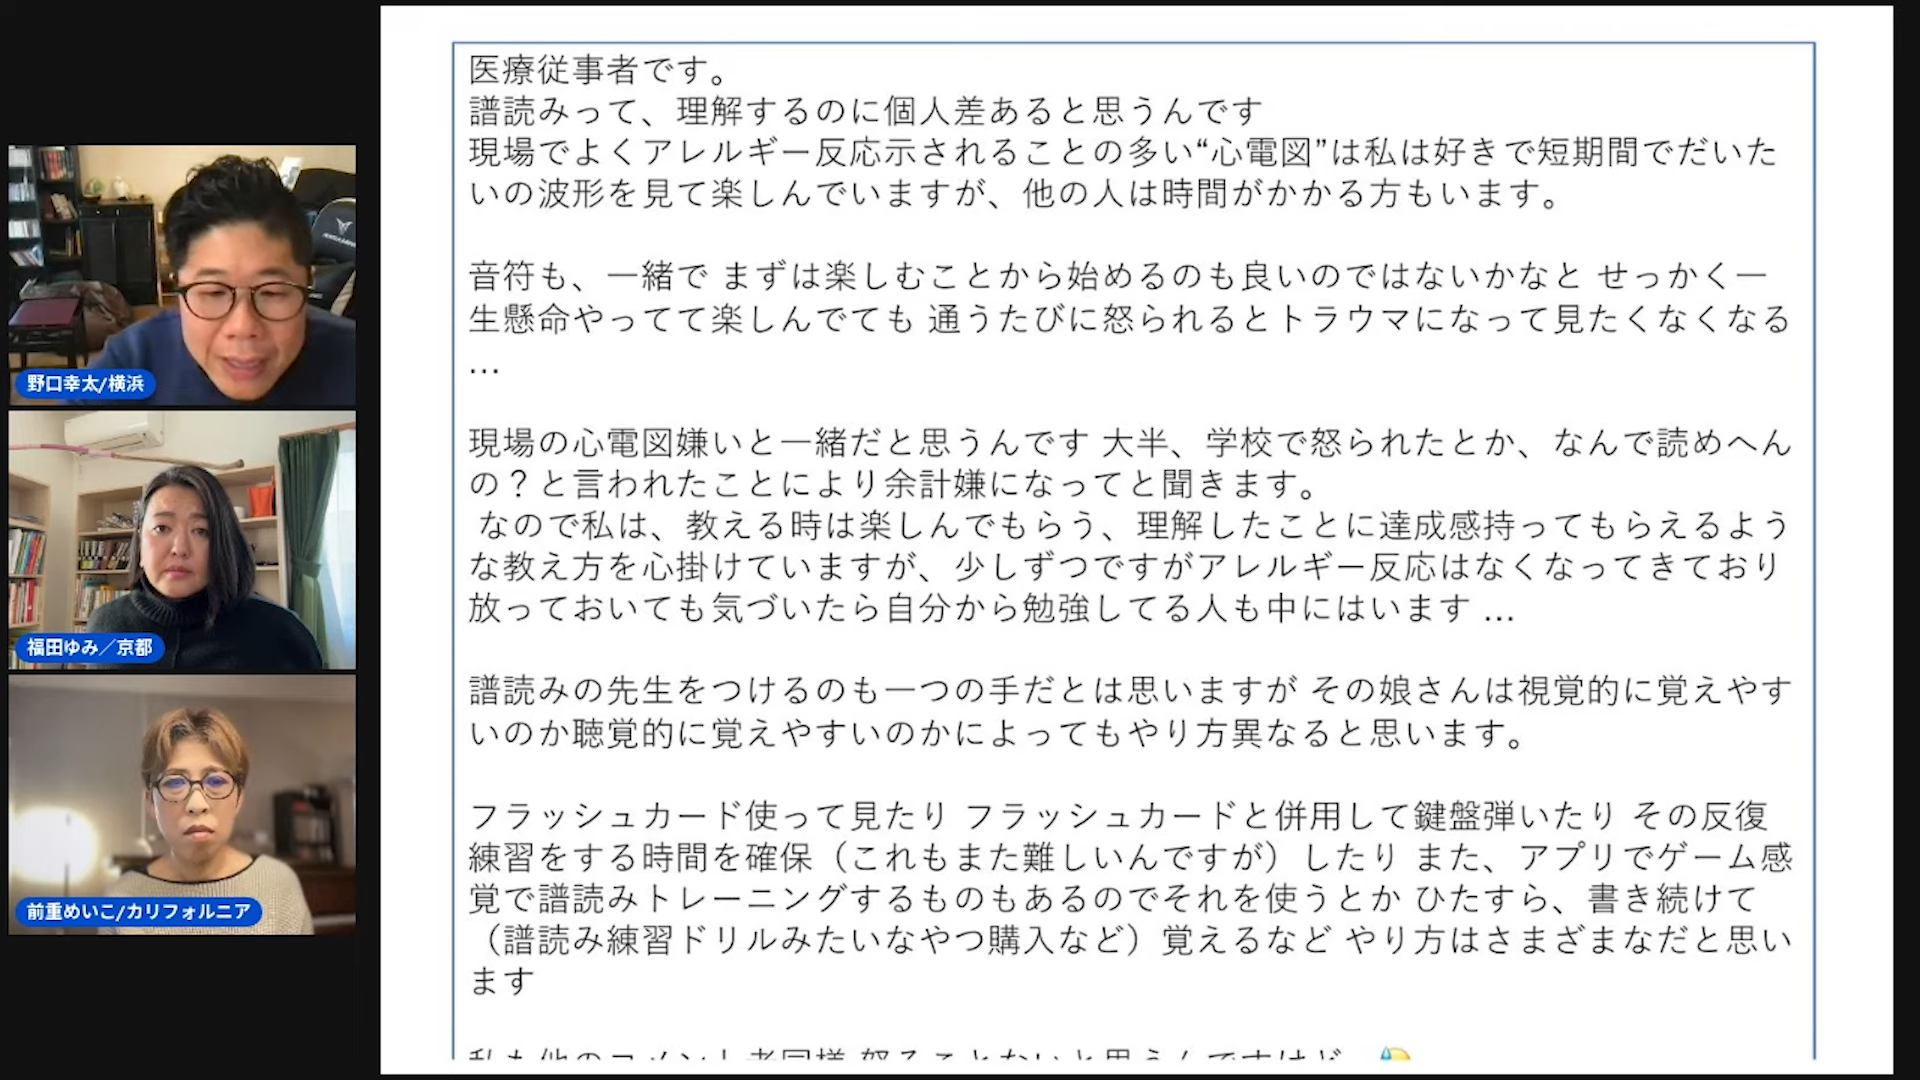 医療従事者です。
譜読みって、理解するのに個人差あると思うんです
現場でよくアレルギー反応示されることの多い“心電図”は私は好きで短期間でだいた
いの波形を見て楽しんでいますが、他の人は時間がかかる方もいます。
音符も、一緒で まずは楽しむことから始めるのも良いのではないかなと せっかく一
生懸命やってて楽しんでても 通うたびに怒られるとトラウマになって見たくなくなる
…
現場の心電図嫌いと一緒だと思うんです 大半、学校で怒られたとか、なんで読めへん
の？と言われたことにより余計嫌になってと聞きます。
なので私は、教える時は楽しんでもらう、理解したことに達成感持ってもらえるよう
な教え方を心掛けていますが、少しずつですがアレルギー反応はなくなってきており
放っておいても気づいたら自分から勉強してる人も中にはいます …
譜読みの先生をつけるのも一つの手だとは思いますが その娘さんは視覚的に覚えやす
いのか聴覚的に覚えやすいのかによってもやり方異なると思います。
フラッシュカード使って見たり フラッシュカードと併用して鍵盤弾いたり その反復
練習をする時間を確保（これもまた難しいんですが）したり また、アプリでゲーム感
覚で譜読みトレーニングするものもあるのでそれを使うとか ひたすら、書き続けて
（譜読み練習ドリルみたいなやつ購入など）覚えるなど やり方はさまざまなだと思い
ます
私も他のコメント者同様 怒ることないと思うんですけど
野口幸太/横浜
福田ゆみ／京都
前重めいこ/カリフォルニア